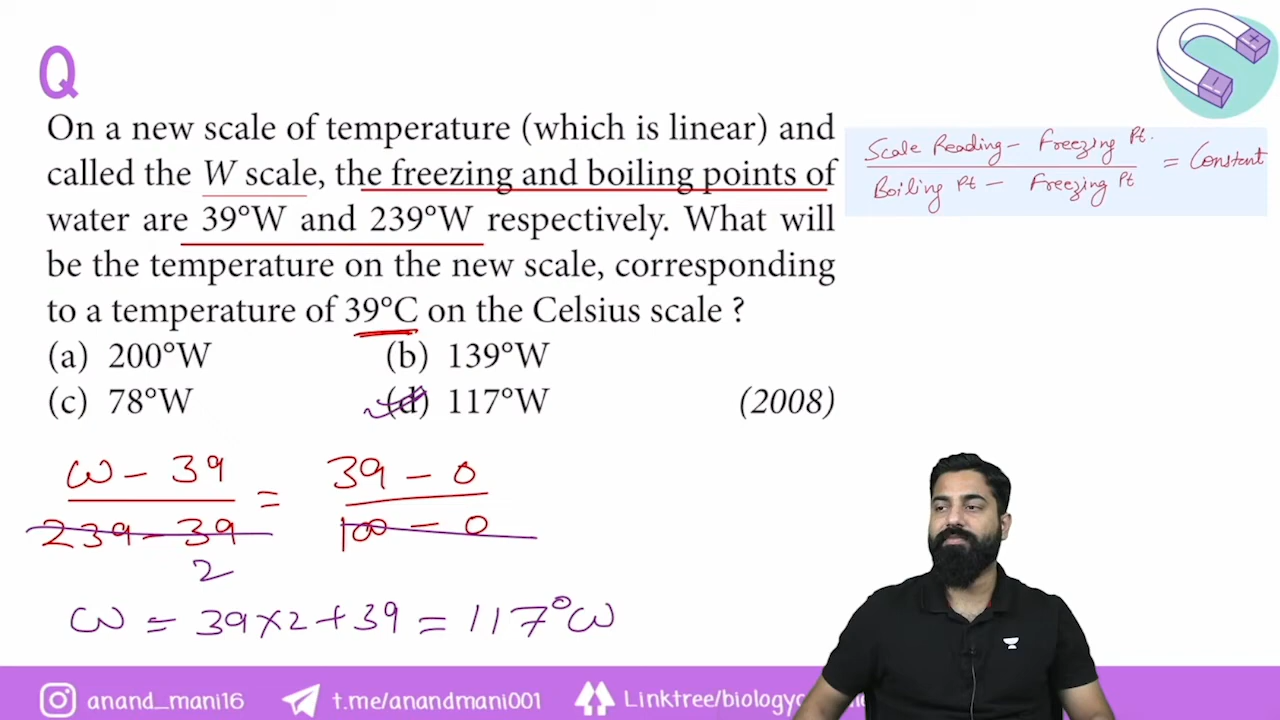 Q
On a new scale of temperature (which is linear) and
called the W scale, the freezing and boiling points of
water are 39°W and 239°W respectively. What will
be the temperature on the new scale, corresponding
to a temperature of 39°C on the Celsius scale ?
(a) 200°W (b) 139°W
(c) 78°W (d) 117°W (2008)
Scale Reading - Freezing Pt.
= Constant
Boiling Pt - Freezing Pt
ω - 39 = 39 - 0
239 - 39 100 - 0
2
ω = 39 × 2 + 39 = 117°ω
anand_mani16 t.me/anandmani001